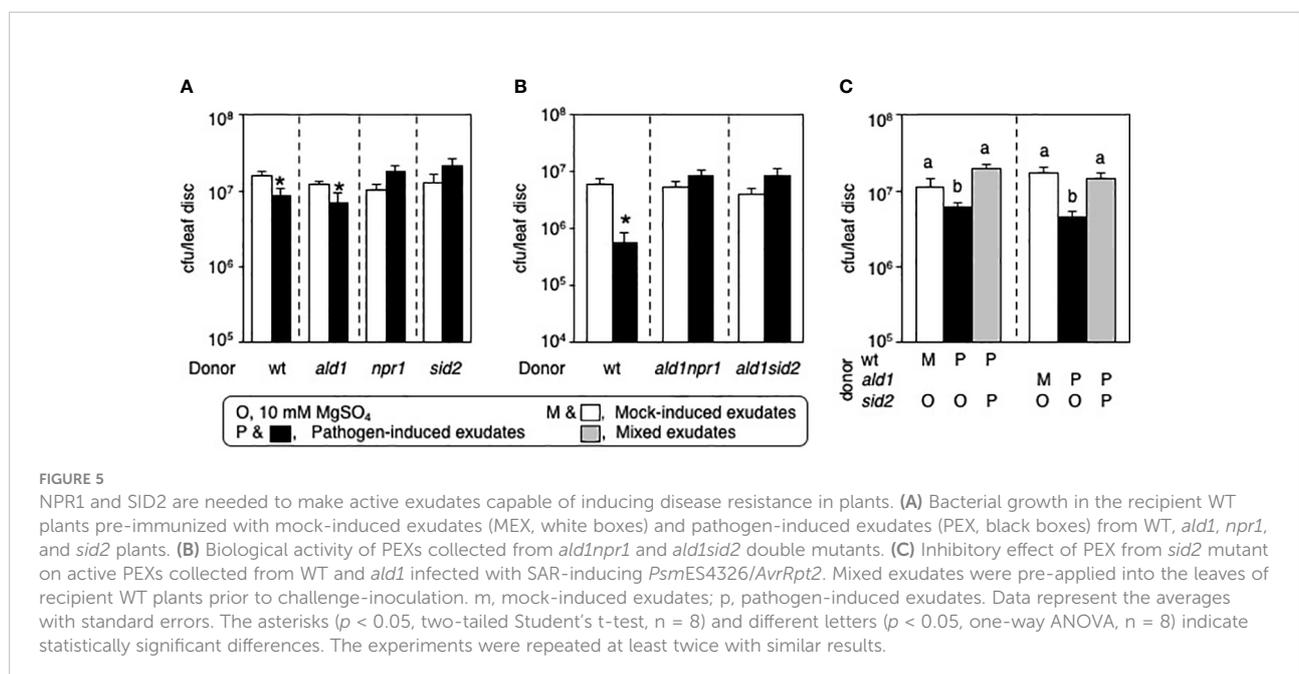 A B C
10⁸ 10⁸ 10⁸
a a a
10⁷ * * 10⁷ 10⁷ b b
cfu/leaf disc cfu/leaf disc 10⁶ * cfu/leaf disc
10⁶ 10⁵ 10⁶
10⁵ 10⁴ 10⁵
Donor wt ald1 npr1 sid2 Donor wt ald1npr1 ald1sid2 donor wt M P P
ald1 M P P
sid2 O O P O O P
O, 10 mM MgSO₄ M & , Mock-induced exudates
P & , Pathogen-induced exudates , Mixed exudates
FIGURE 5
NPR1 and SID2 are needed to make active exudates capable of inducing disease resistance in plants. (A) Bacterial growth in the recipient WT
plants pre-immunized with mock-induced exudates (MEX, white boxes) and pathogen-induced exudates (PEX, black boxes) from WT, ald1, npr1,
and sid2 plants. (B) Biological activity of PEXs collected from ald1npr1 and ald1sid2 double mutants. (C) Inhibitory effect of PEX from sid2 mutant
on active PEXs collected from WT and ald1 infected with SAR-inducing PsmES4326/AvrRpt2. Mixed exudates were pre-applied into the leaves of
recipient WT plants prior to challenge-inoculation. m, mock-induced exudates; p, pathogen-induced exudates. Data represent the averages
with standard errors. The asterisks (p < 0.05, two-tailed Student's t-test, n = 8) and different letters (p < 0.05, one-way ANOVA, n = 8) indicate
statistically significant differences. The experiments were repeated at least twice with similar results.